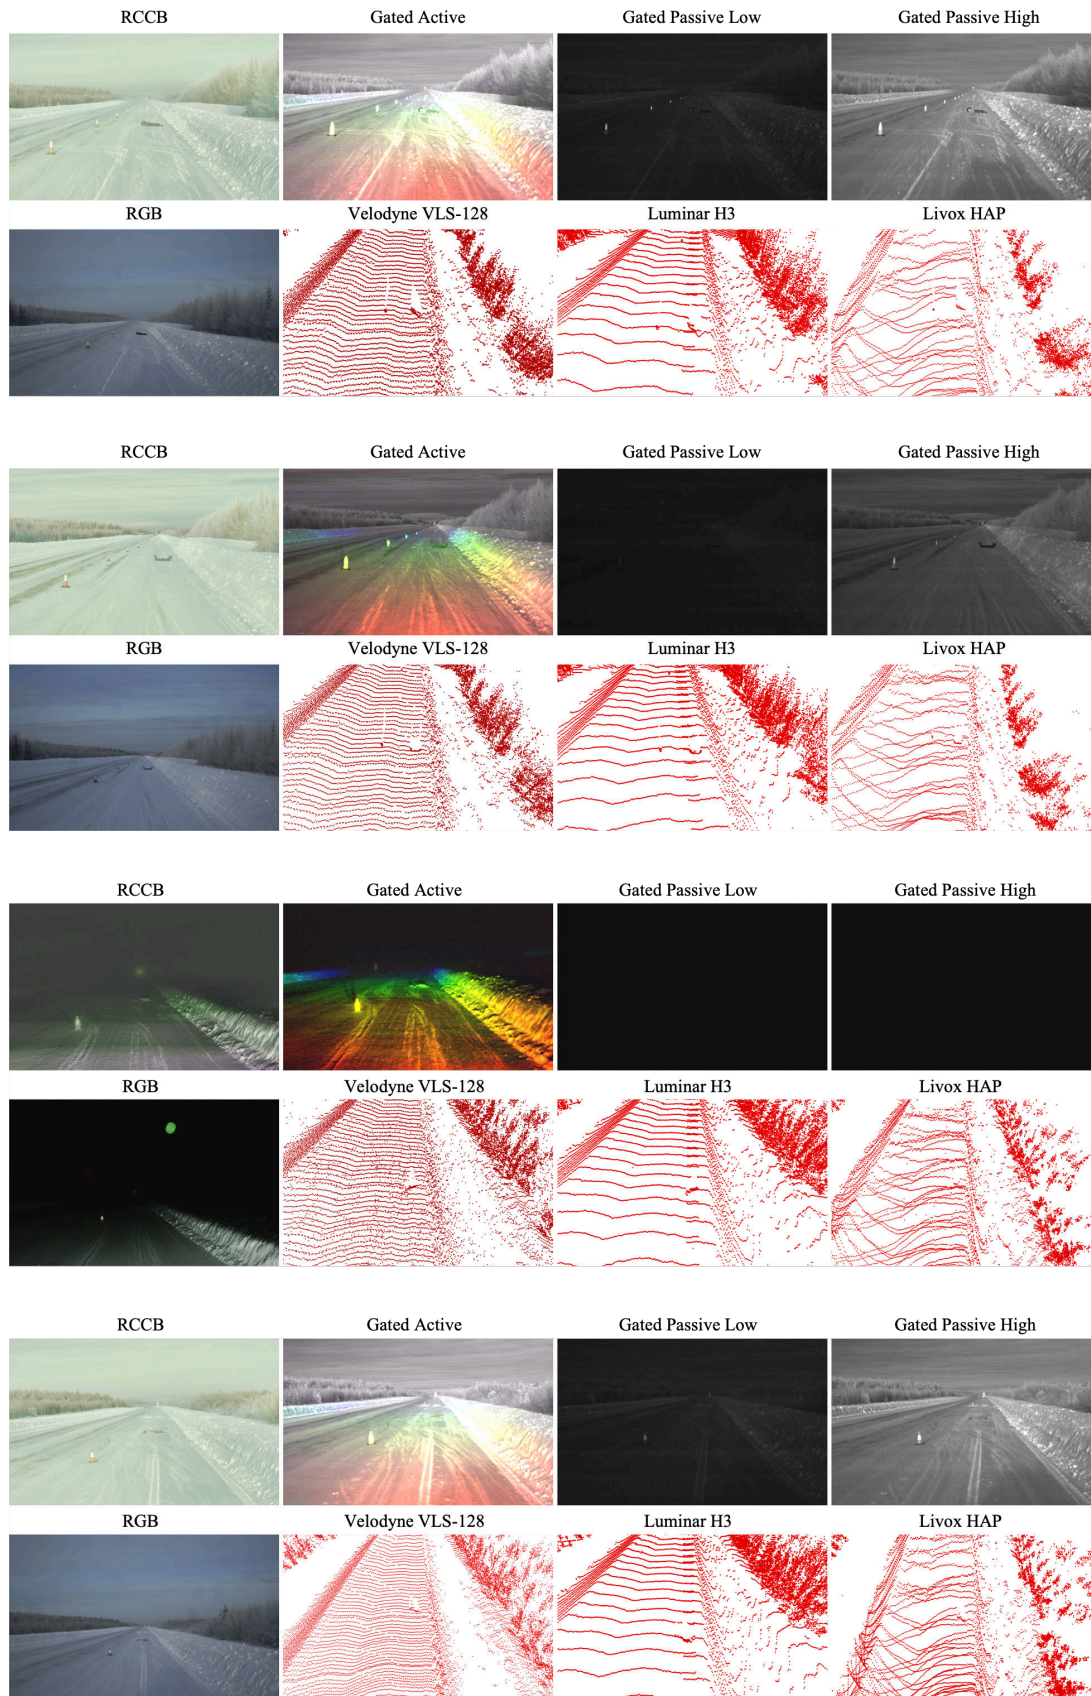 RCCB Gated Active Gated Passive Low Gated Passive High
RGB Velodyne VLS-128 Luminar H3 Livox HAP
RCCB Gated Active Gated Passive Low Gated Passive High
RGB Velodyne VLS-128 Luminar H3 Livox HAP
RCCB Gated Active Gated Passive Low Gated Passive High
RGB Velodyne VLS-128 Luminar H3 Livox HAP
RCCB Gated Active Gated Passive Low Gated Passive High
RGB Velodyne VLS-128 Luminar H3 Livox HAP